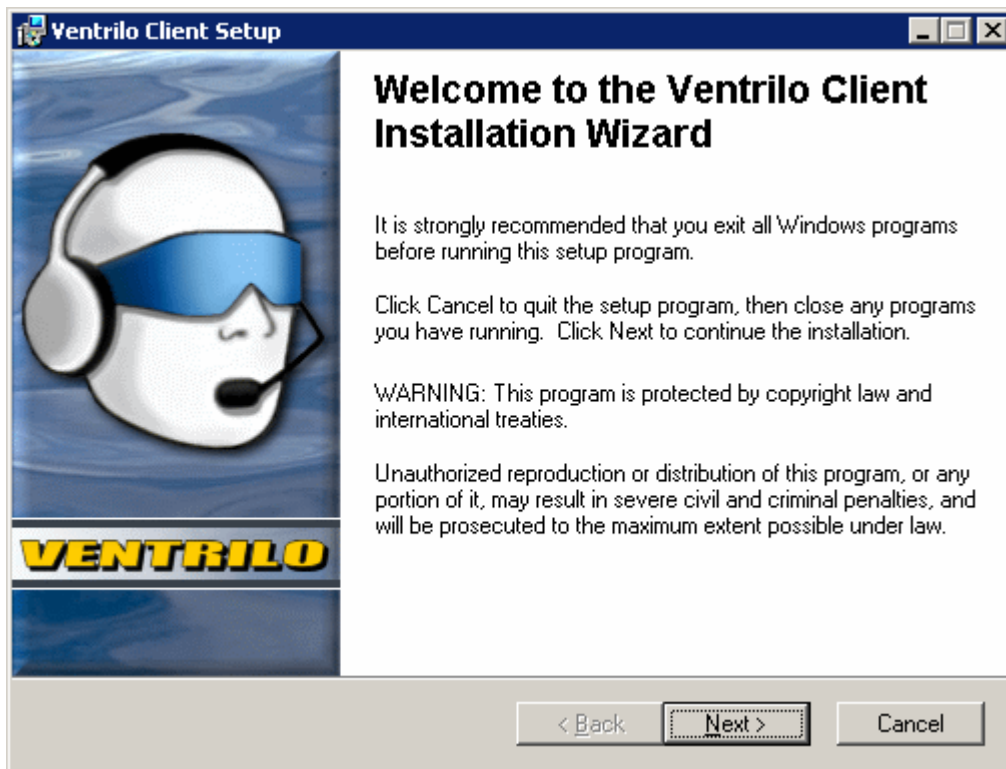 Ventrilo Client Setup
Welcome to the Ventrilo Client
Installation Wizard
It is strongly recommended that you exit all Windows programs
before running this setup program.
Click Cancel to quit the setup program, then close any programs
you have running.  Click Next to continue the installation.
WARNING: This program is protected by copyright law and
international treaties.
Unauthorized reproduction or distribution of this program, or any
portion of it, may result in severe civil and criminal penalties, and
will be prosecuted to the maximum extent possible under law.
VENTRILO
< Back Next > Cancel